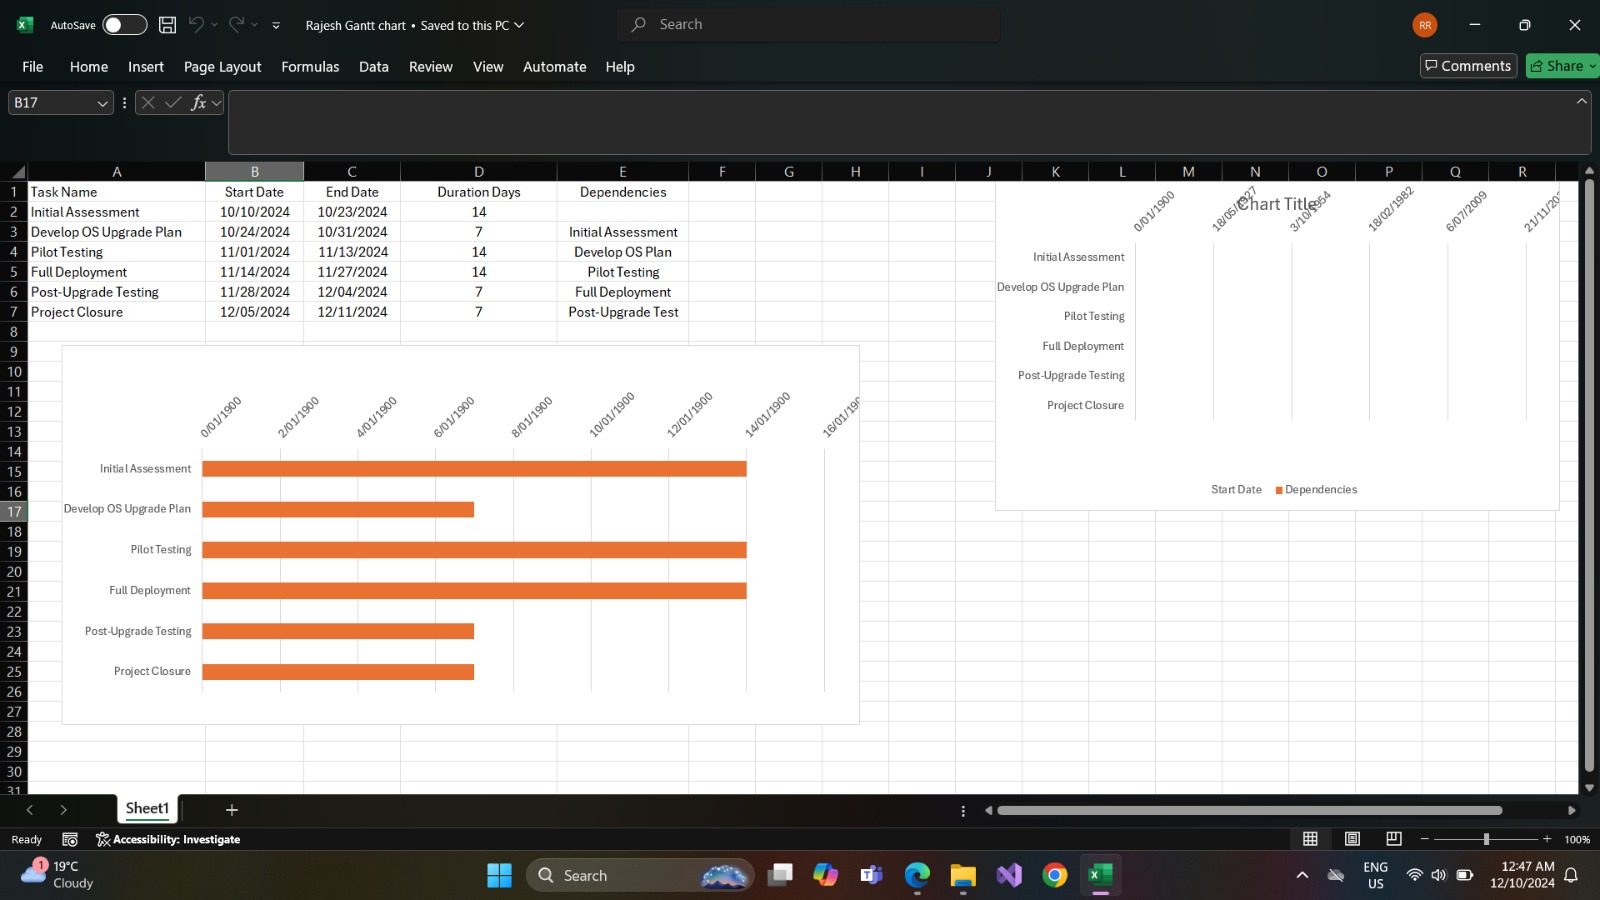 AutoSave
Rajesh Gantt chart • Saved to this PC
Search
RR
File Home Insert Page Layout Formulas Data Review View Automate Help
Comments Share
B17
fx
A B C D E F G H I J K L M N O P Q R
1 Task Name Start Date End Date Duration Days Dependencies
2 Initial Assessment 10/10/2024 10/23/2024 14
3 Develop OS Upgrade Plan 10/24/2024 10/31/2024 7 Initial Assessment
4 Pilot Testing 11/01/2024 11/13/2024 14 Develop OS Plan
5 Full Deployment 11/14/2024 11/27/2024 14 Pilot Testing
6 Post-Upgrade Testing 11/28/2024 12/04/2024 7 Full Deployment
7 Project Closure 12/05/2024 12/11/2024 7 Post-Upgrade Test
8
9
10
11
12
13
14
15
16
17
18
19
20
21
22
23
24
25
26
27
28
29
30
31
0/01/1900 2/01/1900 4/01/1900 6/01/1900 8/01/1900 10/01/1900 12/01/1900 14/01/1900 16/01/190
Initial Assessment
Develop OS Upgrade Plan
Pilot Testing
Full Deployment
Post-Upgrade Testing
Project Closure
Chart Title
0/01/1900 18/05/1927 3/10/1954 18/02/1982 6/07/2009 21/11/20
Initial Assessment
Develop OS Upgrade Plan
Pilot Testing
Full Deployment
Post-Upgrade Testing
Project Closure
Start Date Dependencies
Sheet1
Ready
Accessibility: Investigate
100%
1
19°C
Cloudy
Search
ENG
US
12:47 AM
12/10/2024